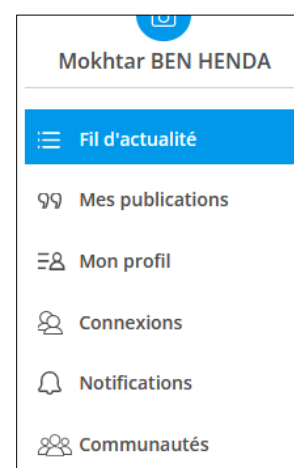 Mokhtar BEN HENDA
Fil d'actualité
Mes publications
Mon profil
Connexions
Notifications
Communautés